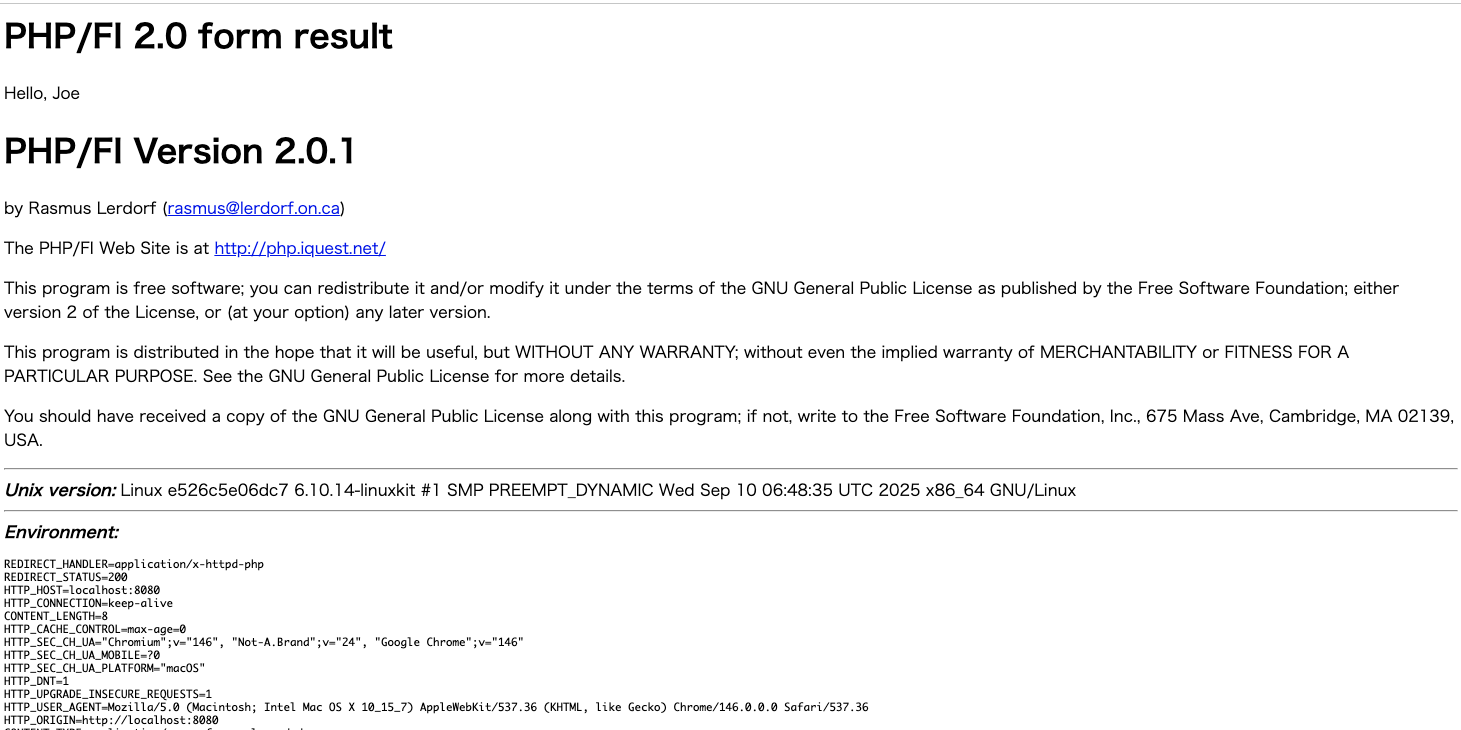 PHP/FI 2.0 form result
Hello, Joe
PHP/FI Version 2.0.1
by Rasmus Lerdorf (rasmus@lerdorf.on.ca)
The PHP/FI Web Site is at http://php.iquest.net/
This program is free software; you can redistribute it and/or modify it under the terms of the GNU General Public License as published by the Free Software Foundation; either
version 2 of the License, or (at your option) any later version.
This program is distributed in the hope that it will be useful, but WITHOUT ANY WARRANTY; without even the implied warranty of MERCHANTABILITY or FITNESS FOR A
PARTICULAR PURPOSE. See the GNU General Public License for more details.
You should have received a copy of the GNU General Public License along with this program; if not, write to the Free Software Foundation, Inc., 675 Mass Ave, Cambridge, MA 02139,
USA.
Unix version: Linux e526c5e06dc7 6.10.14-linuxkit #1 SMP PREEMPT_DYNAMIC Wed Sep 10 06:48:35 UTC 2025 x86_64 GNU/Linux
Environment:
REDIRECT_HANDLER=application/x-httpd-php
REDIRECT_STATUS=200
HTTP_HOST=localhost:8080
HTTP_CONNECTION=keep-alive
CONTENT_LENGTH=8
HTTP_CACHE_CONTROL=max-age=0
HTTP_SEC_CH_UA="Chromium";v="146", "Not-A.Brand";v="24", "Google Chrome";v="146"
HTTP_SEC_CH_UA_MOBILE=?0
HTTP_SEC_CH_UA_PLATFORM="macOS"
HTTP_DNT=1
HTTP_UPGRADE_INSECURE_REQUESTS=1
HTTP_USER_AGENT=Mozilla/5.0 (Macintosh; Intel Mac OS X 10_15_7) AppleWebKit/537.36 (KHTML, like Gecko) Chrome/146.0.0.0 Safari/537.36
HTTP_ORIGIN=http://localhost:8080